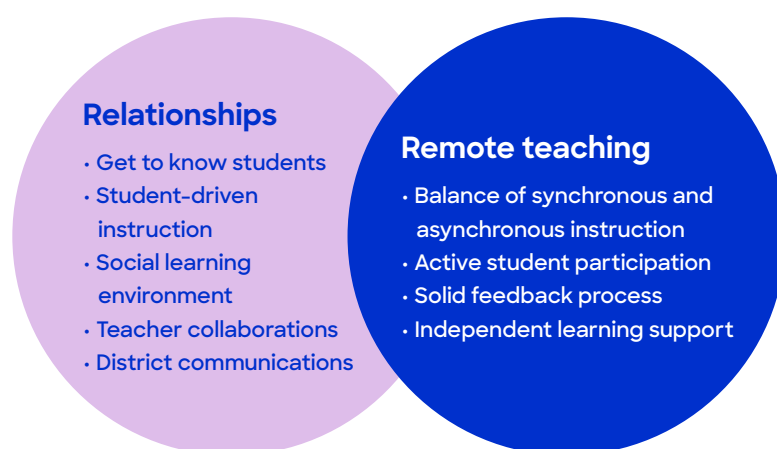 Relationships
• Get to know students
• Student-driven
instruction
• Social learning
environment
• Teacher collaborations
• District communications
Remote teaching
• Balance of synchronous and
asynchronous instruction
• Active student participation
• Solid feedback process
• Independent learning support